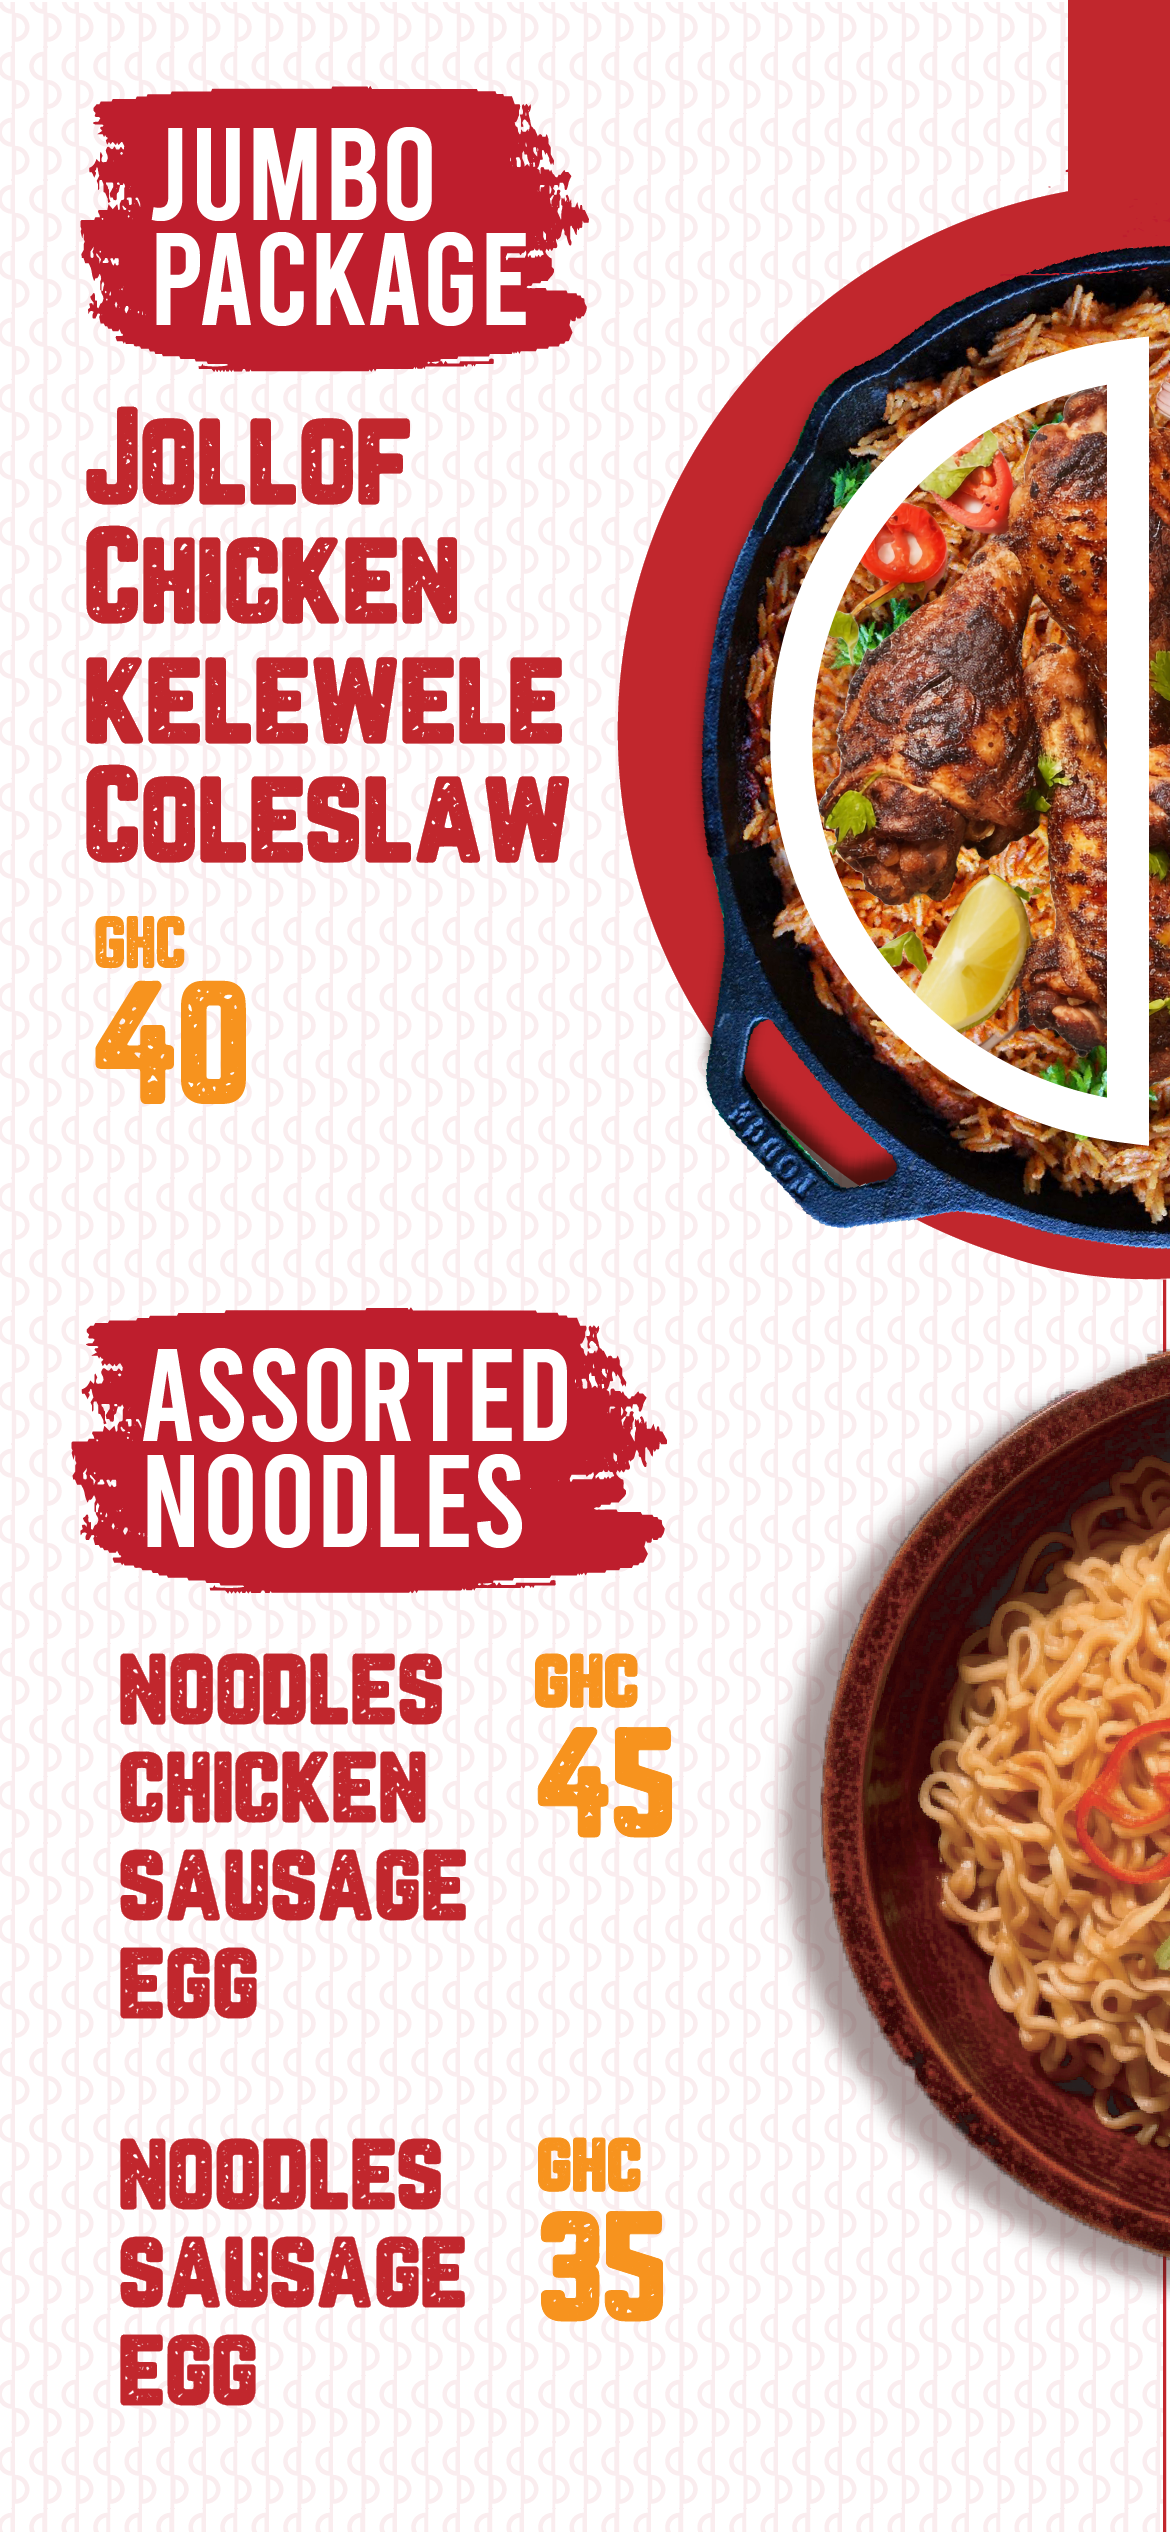 JUMBO
PACKAGE
JOLLOF
CHICKEN
KELEWELE
COLESLAW
GHC
40
ASSORTED
NOODLES
NOODLES
CHICKEN
SAUSAGE
EGG
GHC
45
NOODLES
SAUSAGE
EGG
GHC
35